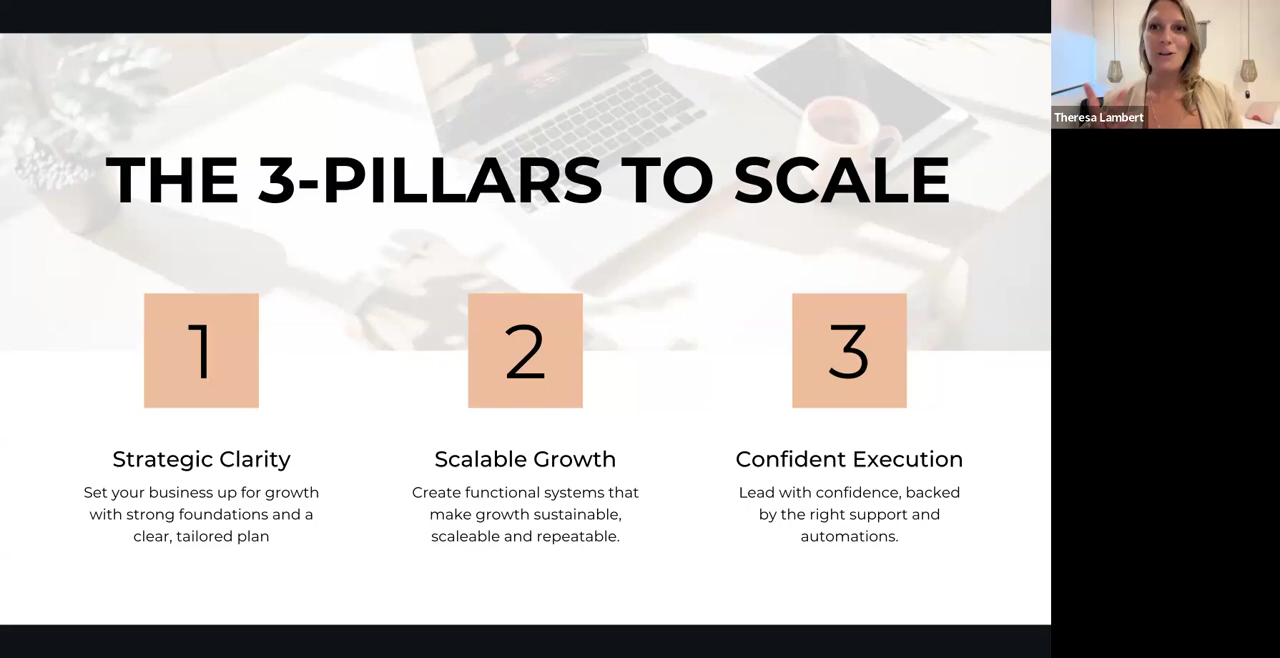 THE 3-PILLARS TO SCALE
Theresa Lambert
1
2
3
Strategic Clarity
Set your business up for growth
with strong foundations and a
clear, tailored plan
Scalable Growth
Create functional systems that
make growth sustainable,
scaleable and repeatable.
Confident Execution
Lead with confidence, backed
by the right support and
automations.